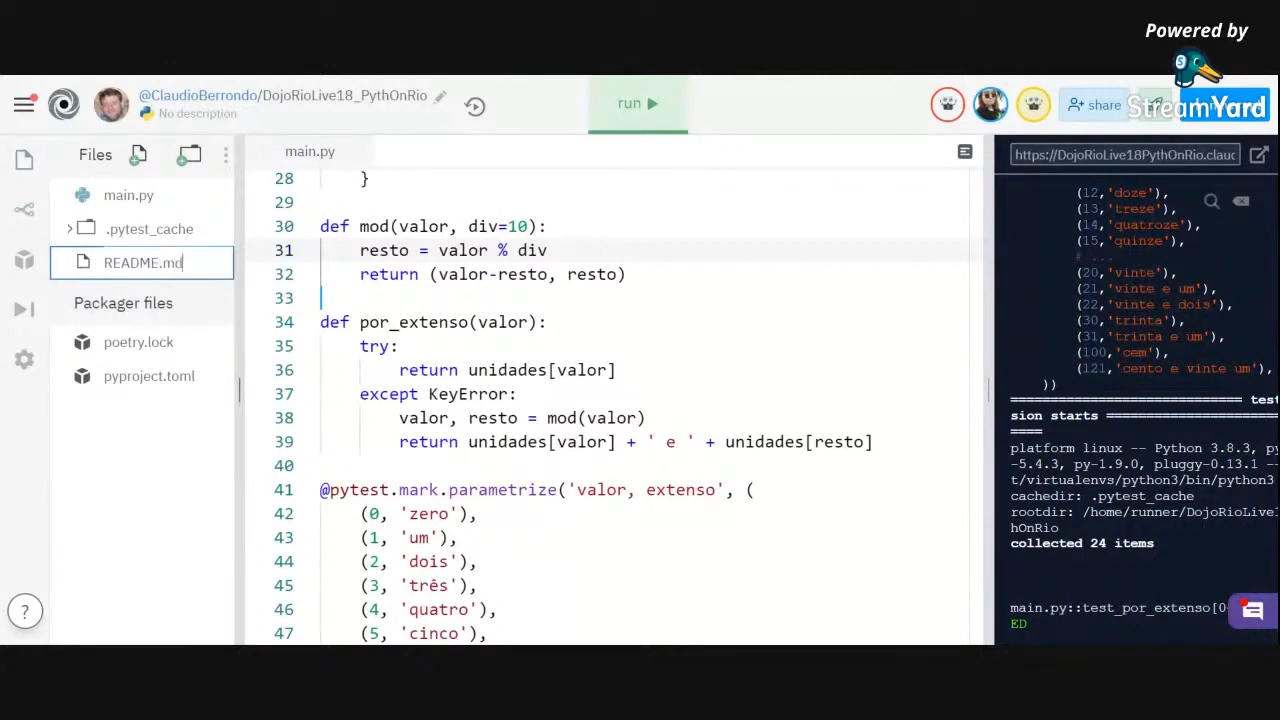 Powered by
StreamYard
@ClaudioBerrondo/DojoRioLive18_PythOnRio
No description
run
share
Files
main.py
.pytest_cache
README.md
Packager files
poetry.lock
pyproject.toml
?
main.py
28 }
29
30 def mod(valor, div=10):
31 resto = valor % div
32 return (valor-resto, resto)
33
34 def por_extenso(valor):
35 try:
36 return unidades[valor]
37 except KeyError:
38 valor, resto = mod(valor)
39 return unidades[valor] + ' e ' + unidades[resto]
40
41 @pytest.mark.parametrize('valor, extenso', (
42 (0, 'zero'),
43 (1, 'um'),
44 (2, 'dois'),
45 (3, 'três'),
46 (4, 'quatro'),
47 (5, 'cinco'),
https://DojoRioLive18PythOnRio.clauc
(12,'doze'),
(13,'treze'),
(14,'quatroze'),
(15,'quinze'),
# ...
(20,'vinte'),
(21,'vinte e um'),
(22,'vinte e dois'),
(30,'trinta'),
(31,'trinta e um'),
(100,'cem'),
(121,'cento e vinte um'),
))
============================= test
sion starts =======================
====
platform linux -- Python 3.8.3, py
-5.4.3, py-1.9.0, pluggy-0.13.1 --
t/virtualenvs/python3/bin/python3
cachedir: .pytest_cache
rootdir: /home/runner/DojoRioLive1
hOnRio
collected 24 items
main.py::test_por_extenso[0
ED